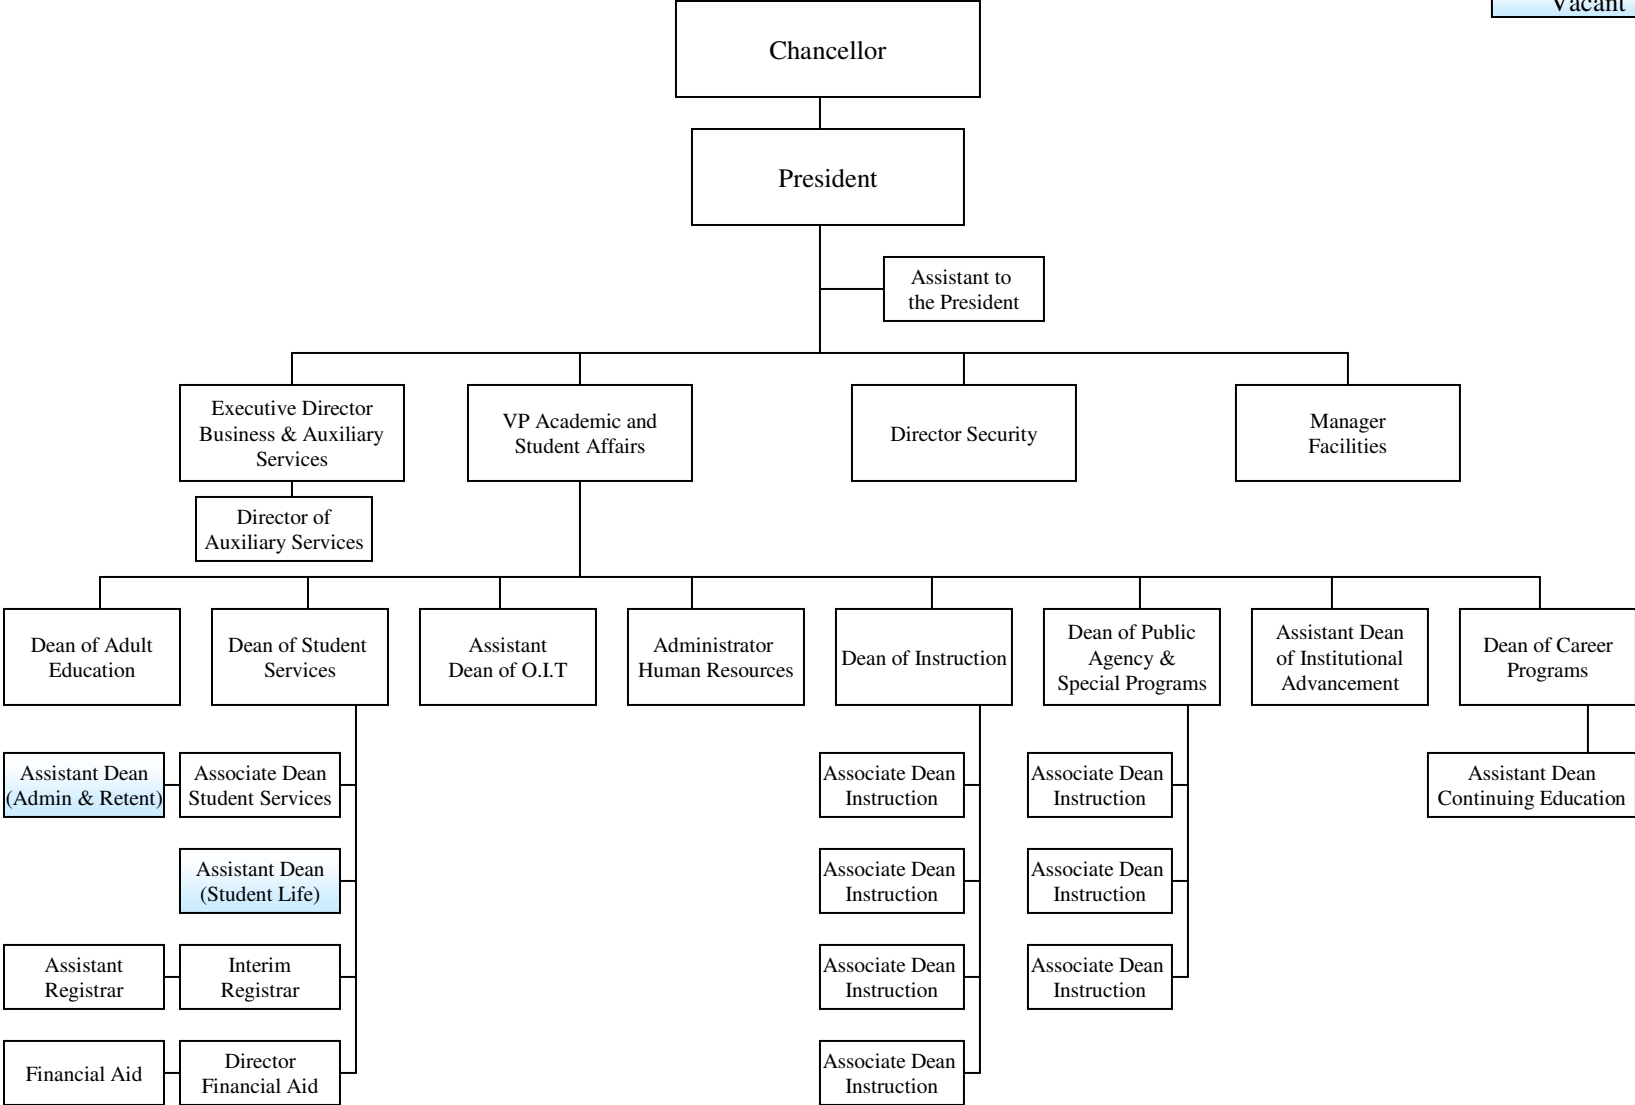 Vacant
Chancellor
President
Assistant to
the President
Executive Director
Business & Auxiliary
Services
VP Academic and
Student Affairs
Director Security
Manager
Facilities
Director of
Auxiliary Services
Dean of Adult
Education
Dean of Student
Services
Assistant
Dean of O.I.T
Administrator
Human Resources
Dean of Instruction
Dean of Public
Agency &
Special Programs
Assistant Dean
of Institutional
Advancement
Dean of Career
Programs
Assistant Dean
(Admin & Retent)
Associate Dean
Student Services
Associate Dean
Instruction
Associate Dean
Instruction
Assistant Dean
Continuing Education
Assistant Dean
(Student Life)
Associate Dean
Instruction
Associate Dean
Instruction
Assistant
Registrar
Interim
Registrar
Associate Dean
Instruction
Associate Dean
Instruction
Financial Aid
Director
Financial Aid
Associate Dean
Instruction